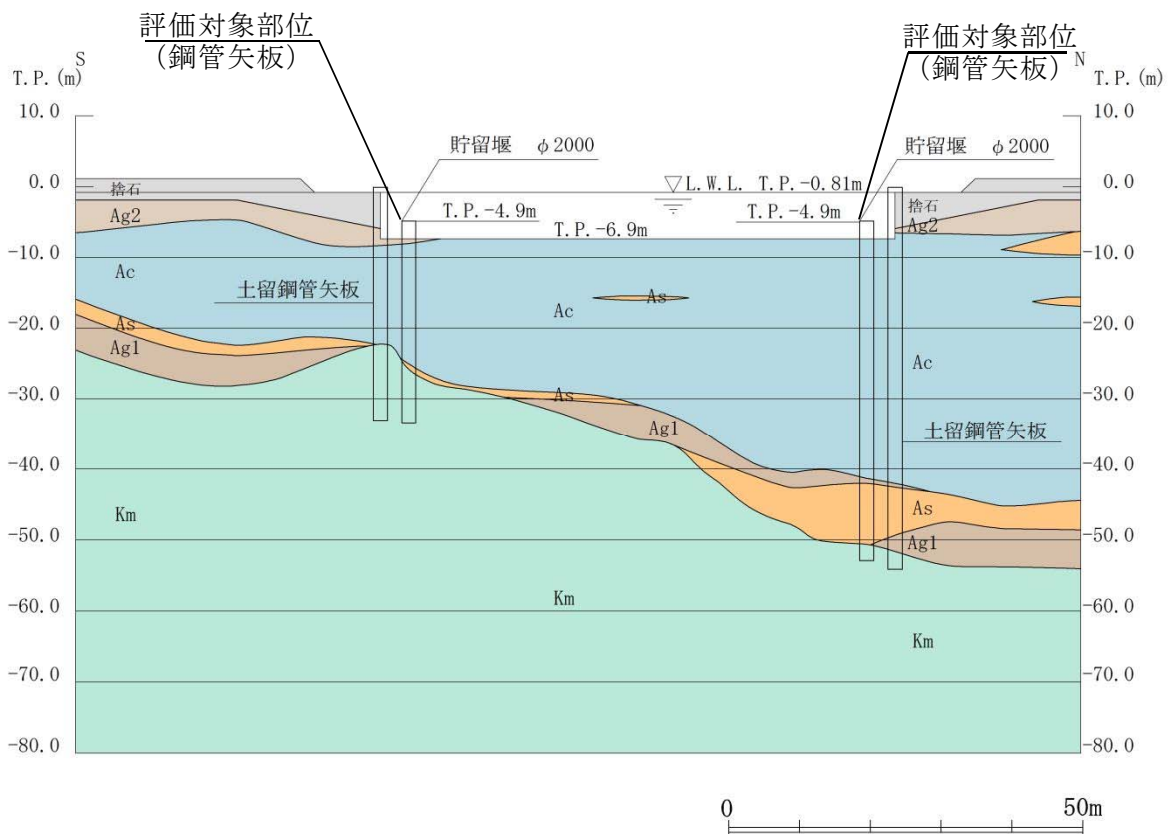 評価対象部位
(鋼管矢板)
評価対象部位
(鋼管矢板)
S
N
T.P.(m)
T.P.(m)
10.0
10.0
貯留堰 φ2000
貯留堰 φ2000
0.0
0.0
捨石
L.W.L. T.P.-0.81m
捨石
Ag2
T.P.-4.9m
T.P.-4.9m
T.P.-6.9m
Ag2
-10.0
-10.0
Ac
土留鋼管矢板
As
Ac
-20.0
-20.0
As
Ag1
Ac
-30.0
-30.0
As
Ag1
土留鋼管矢板
-40.0
-40.0
Km
As
-50.0
-50.0
Ag1
Km
-60.0
-60.0
Km
-70.0
-70.0
-80.0
-80.0
0
50m